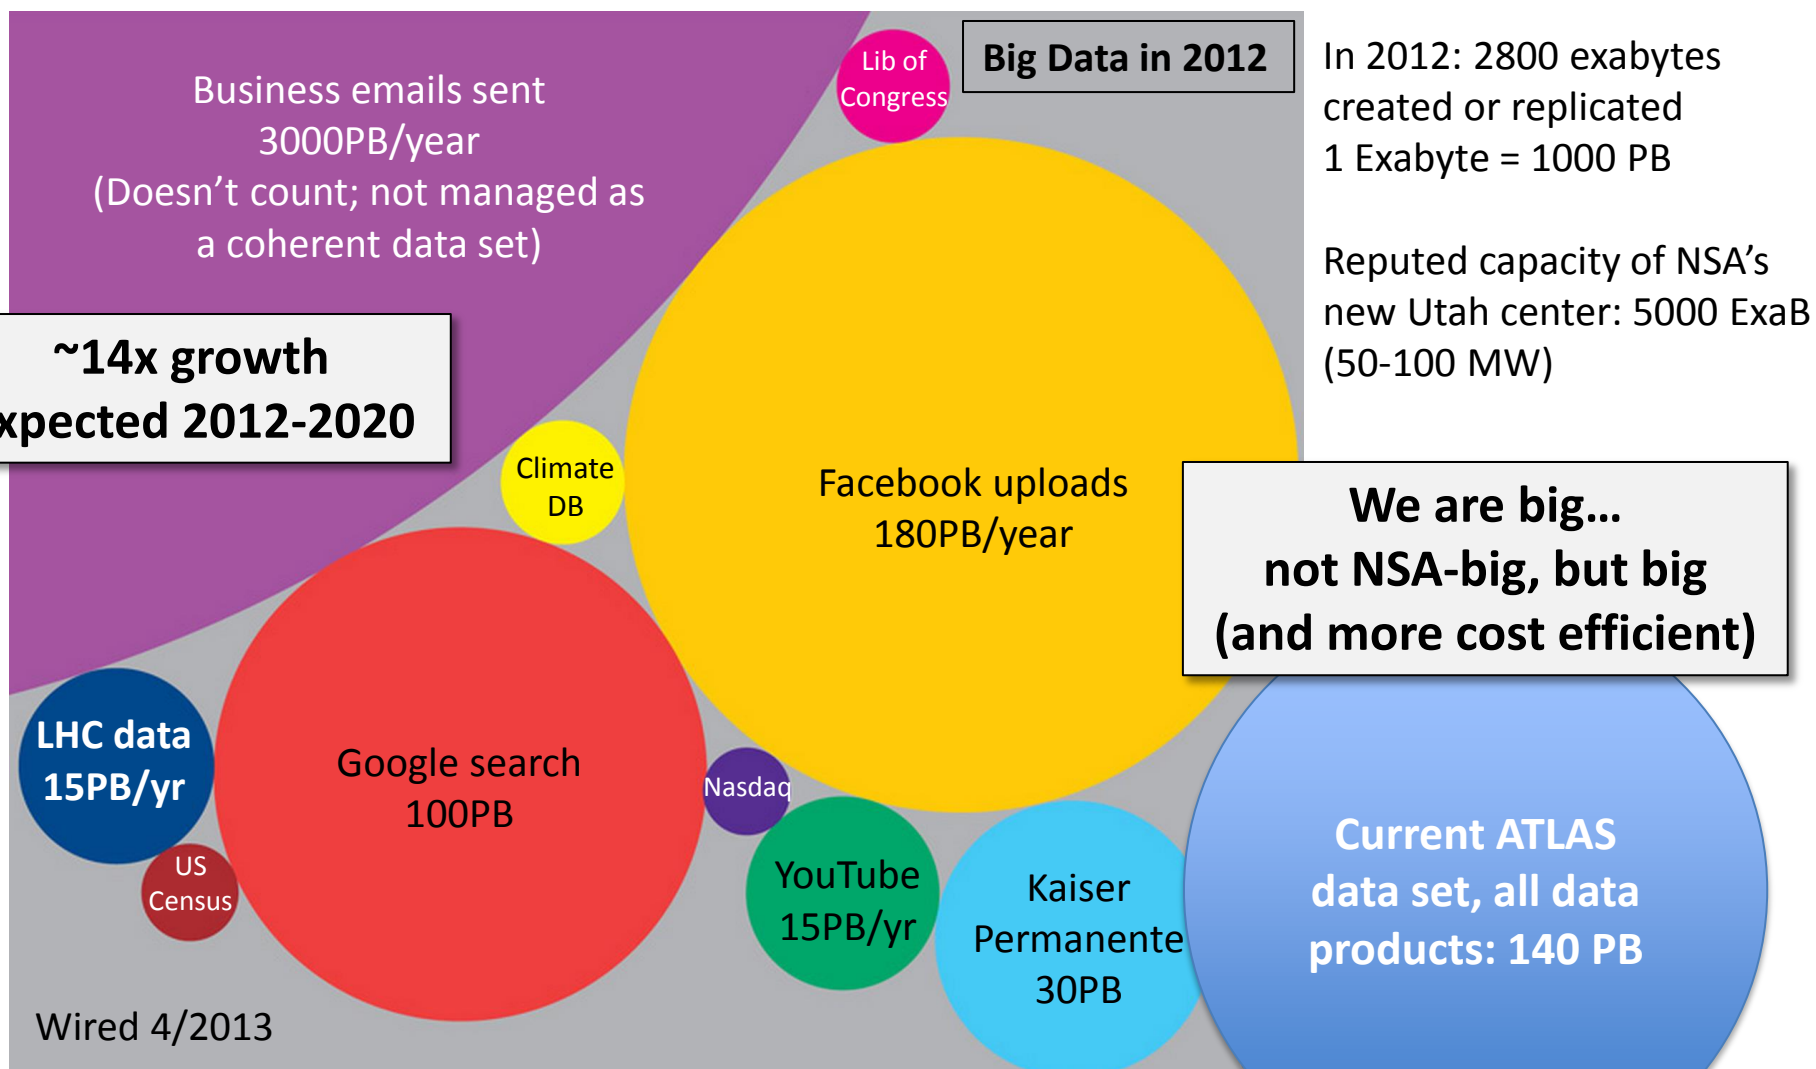 Big Data in 2012
Business emails sent
3000PB/year
(Doesn't count; not managed as
a coherent data set)
Lib of
Congress
In 2012: 2800 exabytes
created or replicated
1 Exabyte = 1000 PB
Reputed capacity of NSA's
new Utah center: 5000 ExaB
(50-100 MW)
~14x growth
xpected 2012-2020
Climate
DB
Facebook uploads
180PB/year
We are big…
not NSA-big, but big
(and more cost efficient)
LHC data
15PB/yr
Google search
100PB
Nasdaq
US
Census
YouTube
15PB/yr
Kaiser
Permanente
30PB
Current ATLAS
data set, all data
products: 140 PB
Wired 4/2013